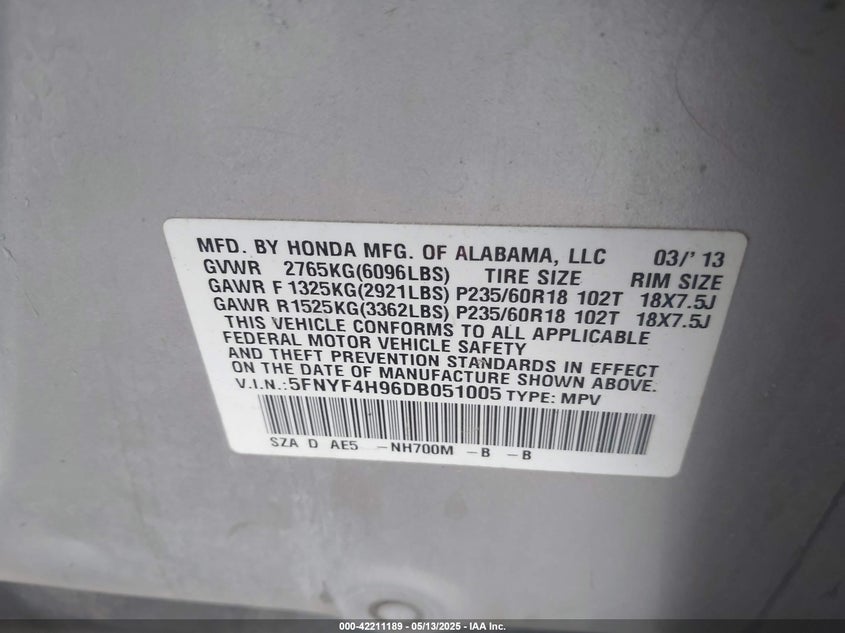 MFD. BY HONDA MFG. OF ALABAMA, LLC 03/'13
GVWR 2765KG(6096LBS) TIRE SIZE RIM SIZE
GAWR F 1325KG(2921LBS) P235/60R18 102T 18X7.5J
GAWR R1525KG(3362LBS) P235/60R18 102T 18X7.5J
THIS VEHICLE CONFORMS TO ALL APPLICABLE
FEDERAL MOTOR VEHICLE SAFETY
AND THEFT PREVENTION STANDARDS IN EFFECT
ON THE DATE OF MANUFACTURE SHOWN ABOVE.
V.I.N.:5FNYF4H96DB051005 TYPE: MPV
SZA D AE5 -NH700M -B -B
000-42211189 - 05/13/2025 - IAA Inc.